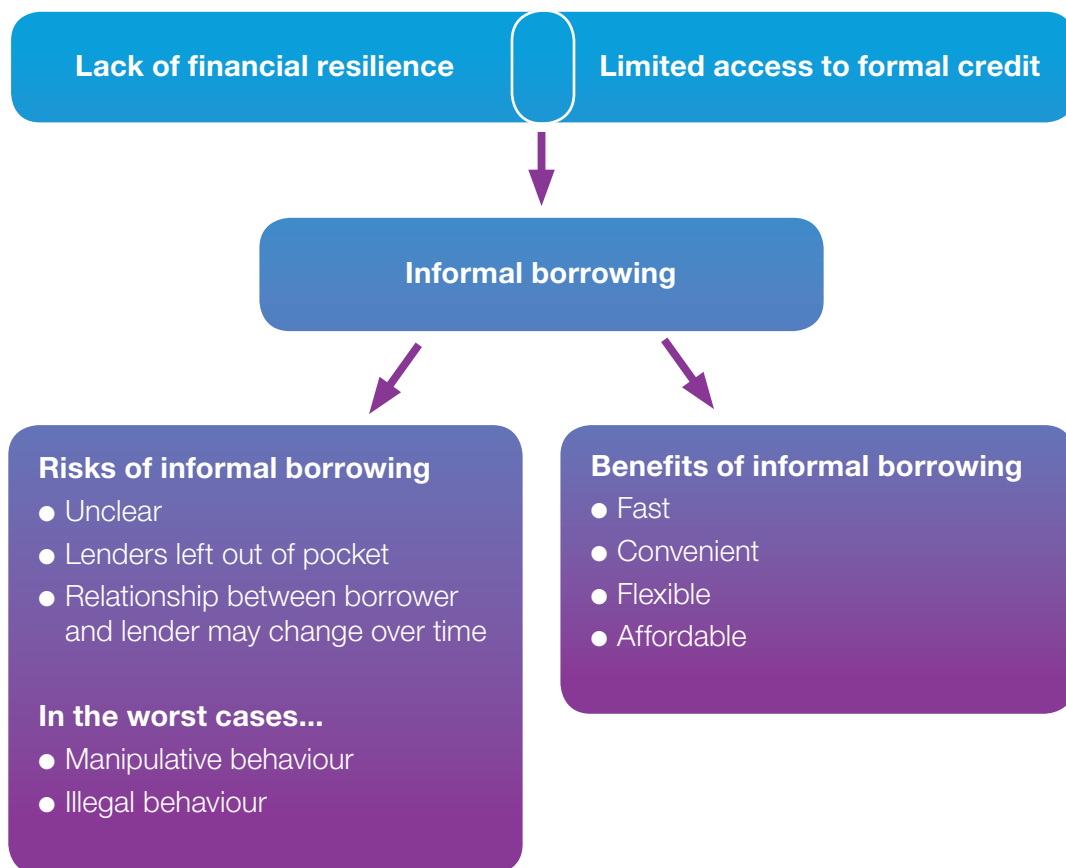 Lack of financial resilience
Limited access to formal credit
Informal borrowing
Risks of informal borrowing
● Unclear
● Lenders left out of pocket
● Relationship between borrower
and lender may change over time
In the worst cases...
● Manipulative behaviour
● Illegal behaviour
Benefits of informal borrowing
● Fast
● Convenient
● Flexible
● Affordable